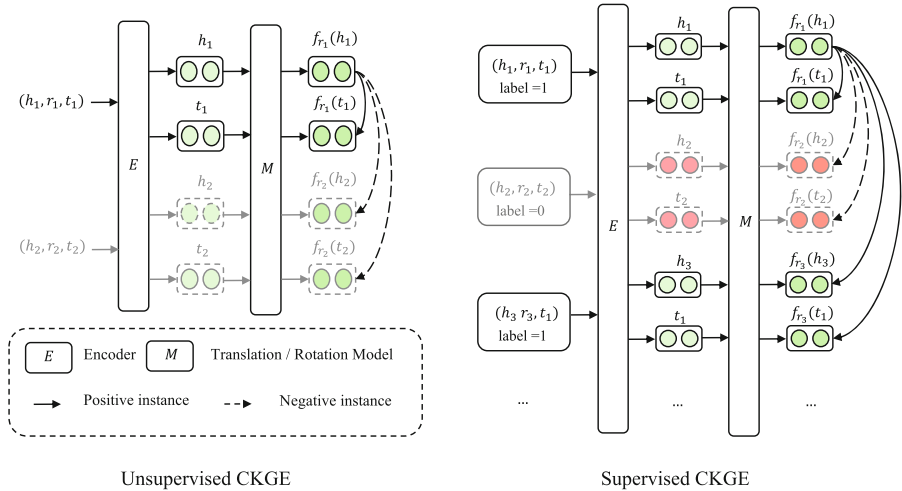 h₁
f_r₁(h₁)
(h₁, r₁, t₁)
t₁
f_r₁(t₁)
E
M
h₂
f_r₂(h₂)
(h₂, r₂, t₂)
t₂
f_r₂(t₂)
E Encoder M Translation / Rotation Model
Positive instance Negative instance
Unsupervised CKGE
h₁
f_r₁(h₁)
(h₁, r₁, t₁)
label =1
t₁
f_r₁(t₁)
h₂
f_r₂(h₂)
(h₂, r₂, t₂)
label=0
t₂
f_r₂(t₂)
E
M
h₃
f_r₃(h₃)
(h₃ r₃, t₁)
label =1
t₁
f_r₃(t₁)
... ... ...
Supervised CKGE